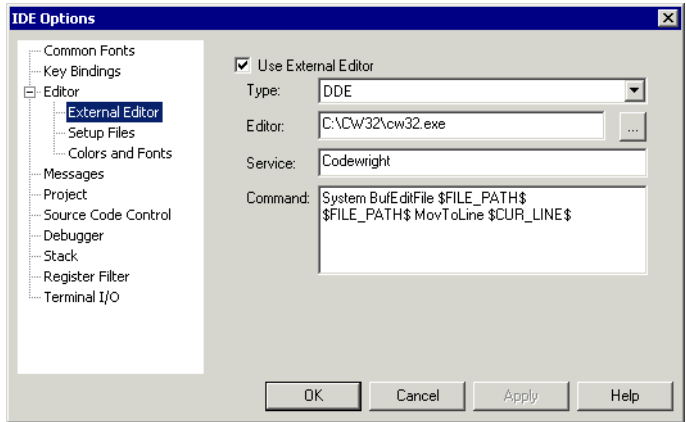 IDE Options
Common Fonts
Key Bindings
Editor
External Editor
Setup Files
Colors and Fonts
Messages
Project
Source Code Control
Debugger
Stack
Register Filter
Terminal I/O
Use External Editor
Type: DDE
Editor: C:\CW32\cw32.exe ...
Service: Codewright
Command: System BufEditFile $FILE_PATH$
$FILE_PATH$ MovToLine $CUR_LINE$
OK Cancel Apply Help